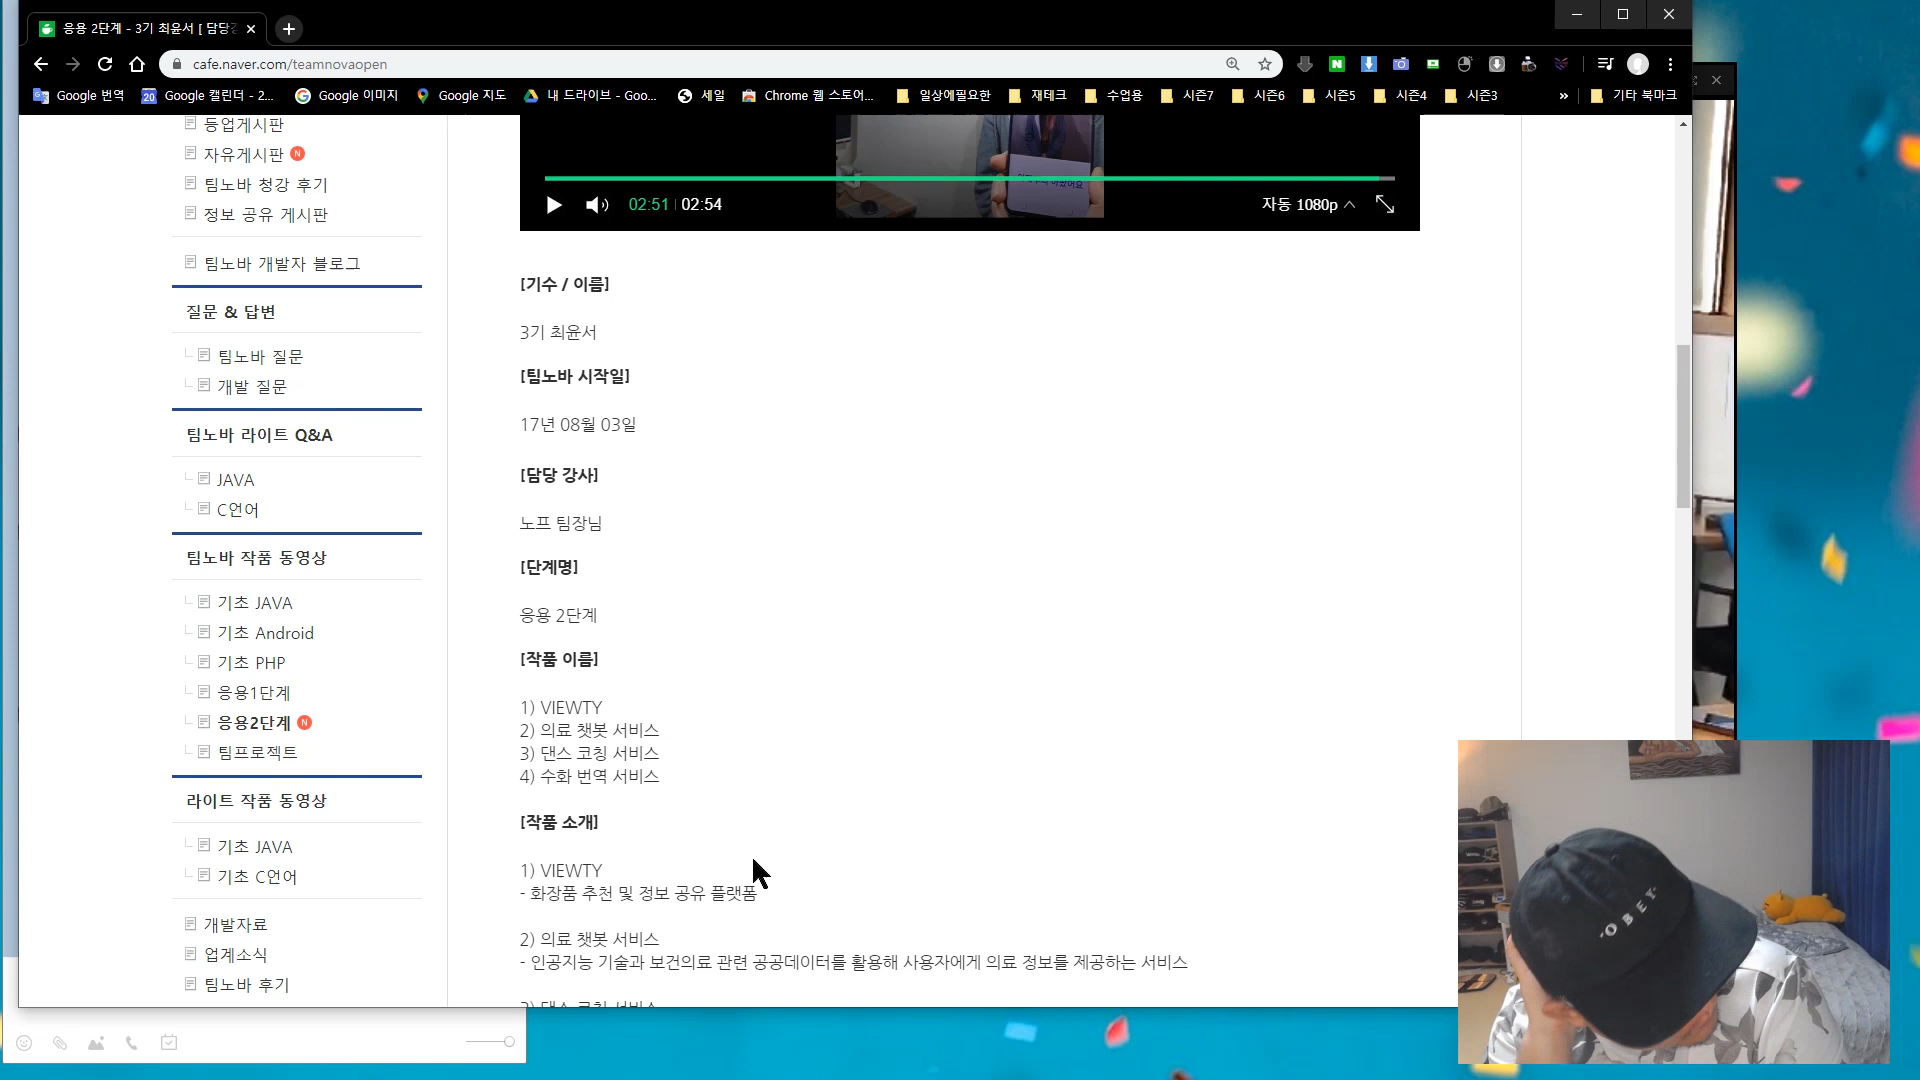 응용 2단계 - 3기 최윤서 [ 담당
cafe.naver.com/teamnovaopen
Google 번역
20
Google 캘린더 - 2...
Google 이미지
Google 지도
내 드라이브 - Goo...
세일
Chrome 웹 스토어...
일상에필요한
재테크
수업용
시즌7
시즌6
시즌5
시즌4
시즌3
»
기타 북마크
등업게시판
자유게시판 N
팀노바 청강 후기
정보 공유 게시판
팀노바 개발자 블로그
질문 & 답변
팀노바 질문
개발 질문
팀노바 라이트 Q&A
JAVA
C언어
팀노바 작품 동영상
기초 JAVA
기초 Android
기초 PHP
응용1단계
응용2단계 N
팀프로젝트
라이트 작품 동영상
기초 JAVA
기초 C언어
개발자료
업계소식
팀노바 후기
02:51 02:54
자동 1080p
[기수 / 이름]
3기 최윤서
[팀노바 시작일]
17년 08월 03일
[담당 강사]
노프 팀장님
[단계명]
응용 2단계
[작품 이름]
1) VIEWTY
2) 의료 챗봇 서비스
3) 댄스 코칭 서비스
4) 수화 번역 서비스
[작품 소개]
1) VIEWTY
- 화장품 추천 및 정보 공유 플랫폼
2) 의료 챗봇 서비스
- 인공지능 기술과 보건의료 관련 공공데이터를 활용해 사용자에게 의료 정보를 제공하는 서비스
3) 댄스 코칭 서비스
OBEY